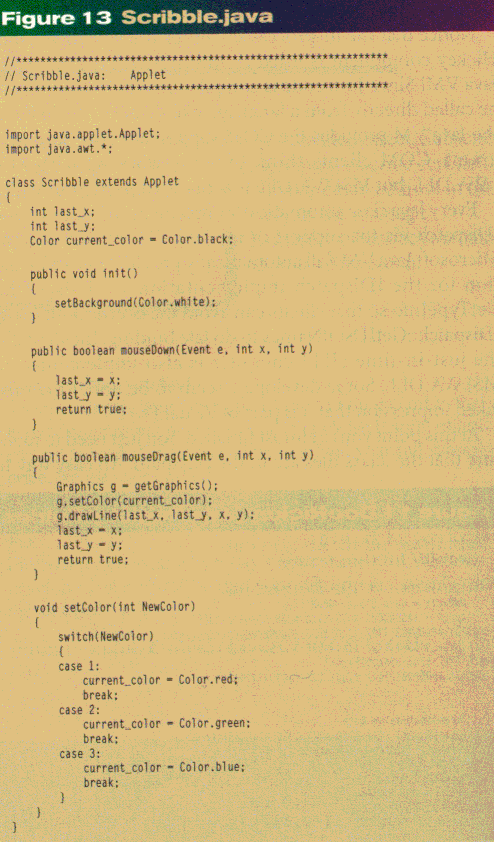 Figure 13 Scribble.java
//**************************************************************
// Scribble.java:    Applet
//**************************************************************
import java.applet.Applet;
import java.awt.*;
class Scribble extends Applet
{
    int last_x;
    int last_y;
    Color current_color = Color.black;
    public void init()
    {
        setBackground(Color.white);
    }
    public boolean mouseDown(Event e, int x, int y)
    {
        last_x = x;
        last_y = y;
        return true;
    }
    public boolean mouseDrag(Event e, int x, int y)
    {
        Graphics g = getGraphics();
        g.setColor(current_color);
        g.drawLine(last_x, last_y, x, y);
        last_x = x;
        last_y = y;
        return true;
    }
    void setColor(int NewColor)
    {
        switch(NewColor)
        {
        case 1:
            current_color = Color.red;
            break;
        case 2:
            current_color = Color.green;
            break;
        case 3:
            current_color = Color.blue;
            break;
        }
    }
}